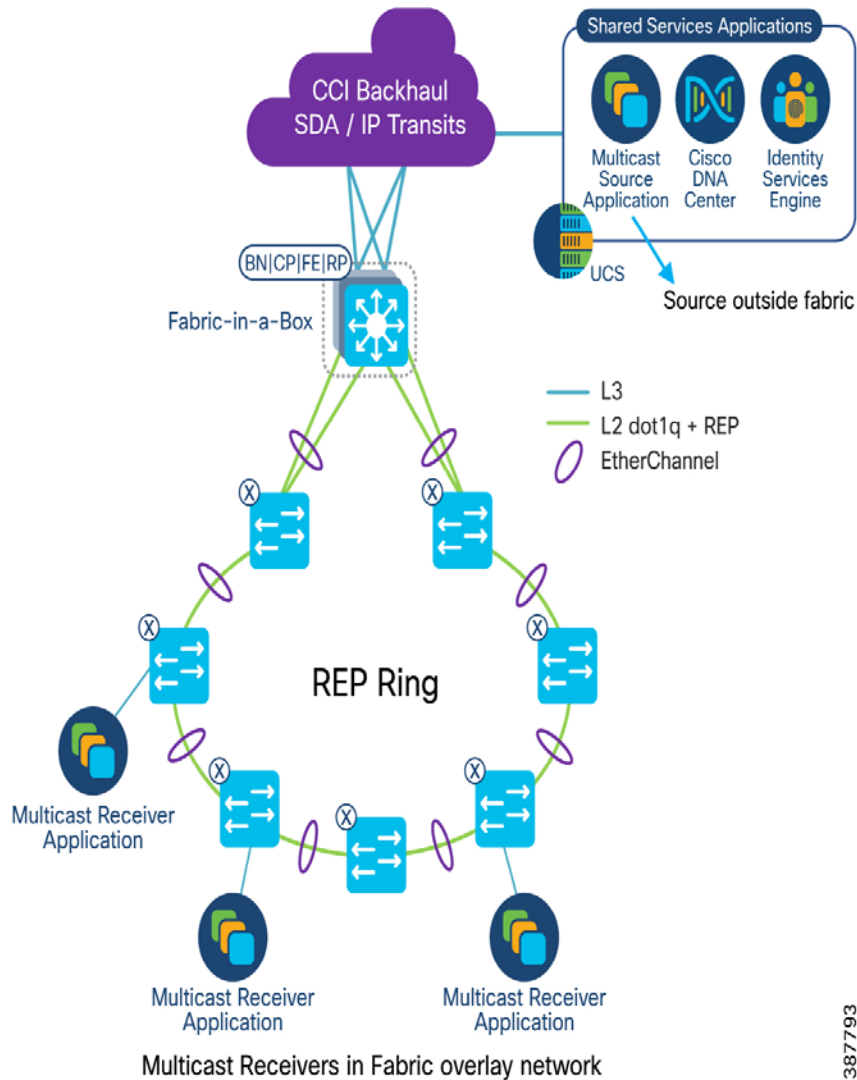 Shared Services Applications
CCI Backhaul
SDA / IP Transits
Multicast
Source
Application
Cisco
DNA
Center
Identity
Services
Engine
UCS
Source outside fabric
BN|CP|FE|RP
Fabric-in-a-Box
L3
L2 dot1q + REP
EtherChannel
X
X
X
X
REP Ring
X
X
X
Multicast Receiver
Application
Multicast Receiver
Application
Multicast Receiver
Application
Multicast Receivers in Fabric overlay network
387793